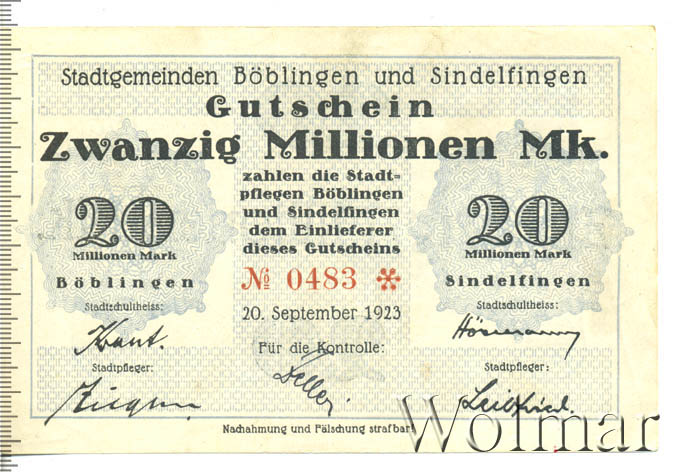 Stadtgemeinden Böblingen und Sindelfingen
Gutschein
Zwanzig Millionen Mk.
zahlen die Stadt=
pflegen Böblingen
und Sindelfingen
dem Einlieferer
dieses Gutscheins
20
Millionen Mark
Böblingen
Stadtschultheiss:
Stadtpfleger:
№ 0483 *
20. September 1923
Für die Kontrolle:
20
Millionen Mark
Sindelfingen
Stadtschultheiss:
Stadtpfleger:
Nachahmung und Fälschung strafbar!
Wolmar